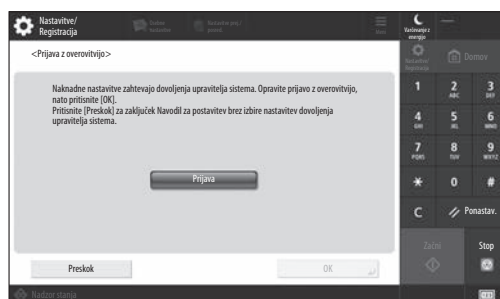 Nastavitve/
Registracija
Varčevanje z
energijo
<Prijava z overovitvijo>
Domov
Naknadne nastavitve zahtevajo dovoljenja upravitelja sistema. Opravite prijavo z overovitvijo,
nato pritisnite [OK].
Pritisnite [Preskok] za zaključek Navodil za postavitev brez izbire nastavitev dovoljenja
upravitelja sistema.
Prijava
1
2 ABC
3 DEF
4 GHI
5 JKL
6 MNO
7 PQRS
8 TUV
9 WXYZ
*
0
#
C
Ponastav.
Začni
Stop
Preskok
OK
Nadzor stanja